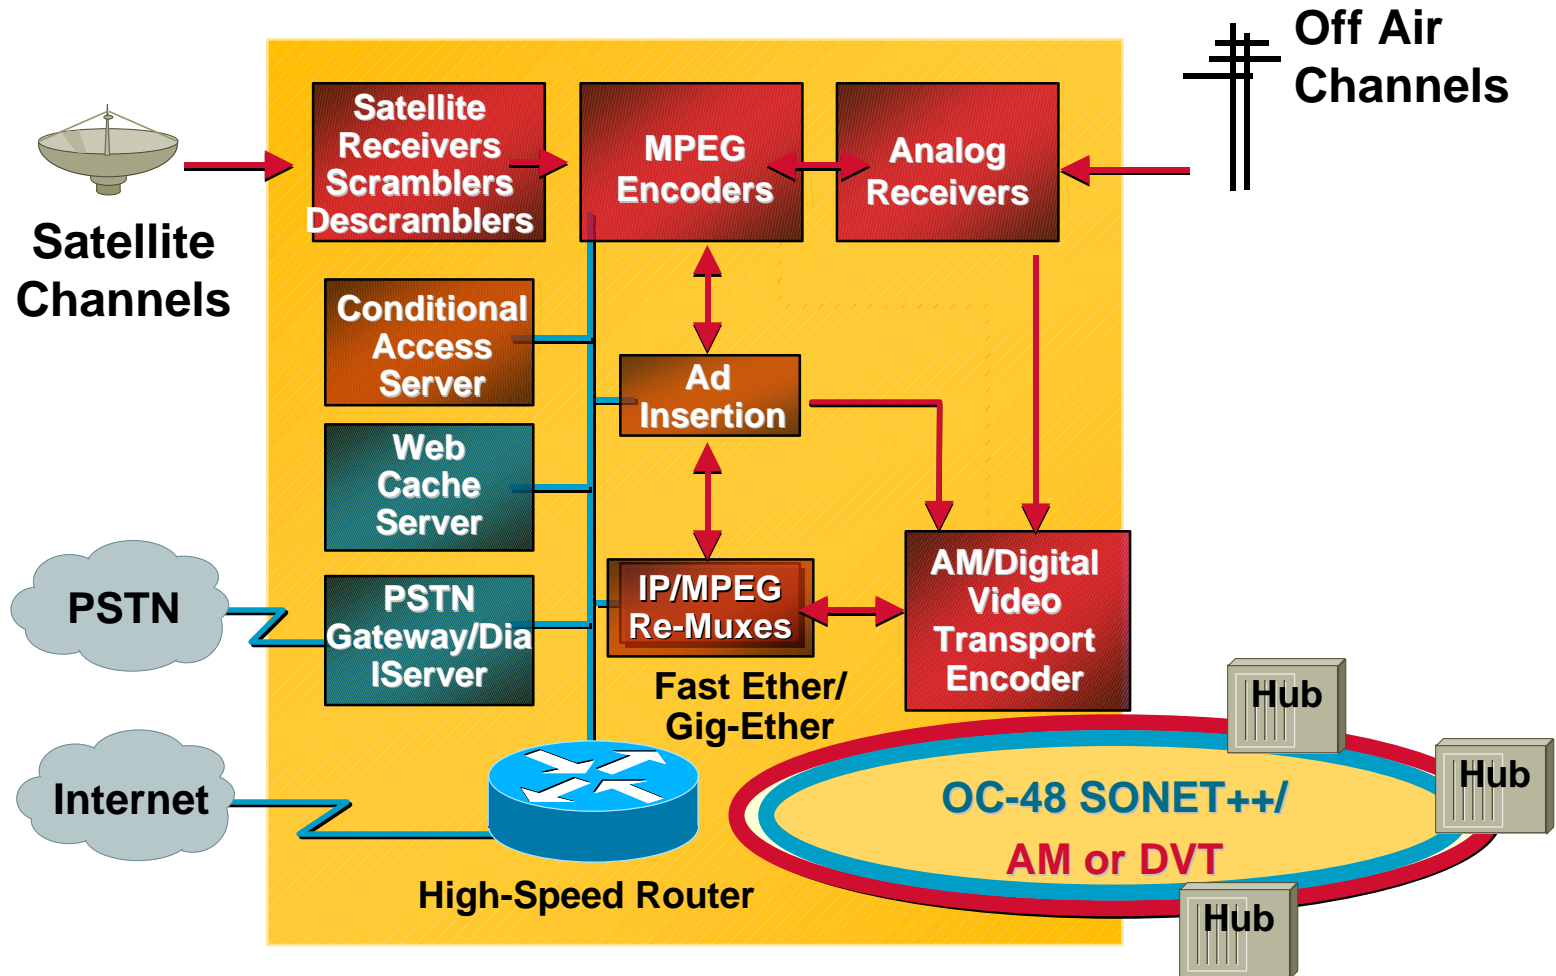 Off Air
Channels
Satellite
Receivers
Scramblers
Descramblers
MPEG
Encoders
Analog
Receivers
Satellite
Channels
Conditional
Access
Server
Ad
Insertion
Web
Cache
Server
PSTN
PSTN
Gateway/Dia
lServer
IP/MPEG
Re-Muxes
AM/Digital
Video
Transport
Encoder
Fast Ether/
Gig-Ether
Hub
Hub
Internet
OC-48 SONET++/
AM or DVT
High-Speed Router
Hub